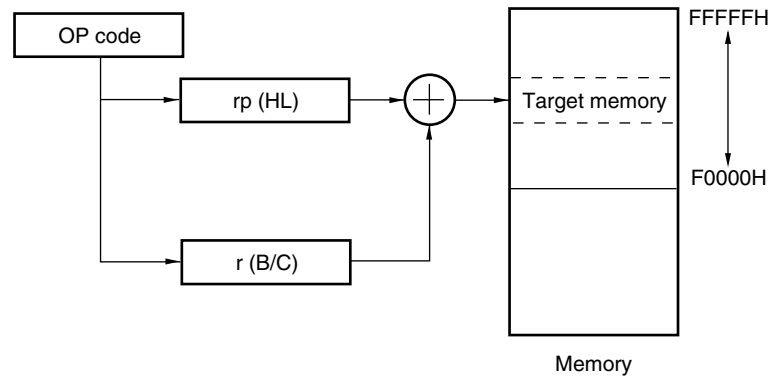 OP code
FFFFFH
rp (HL)
Target memory
F0000H
r (B/C)
Memory